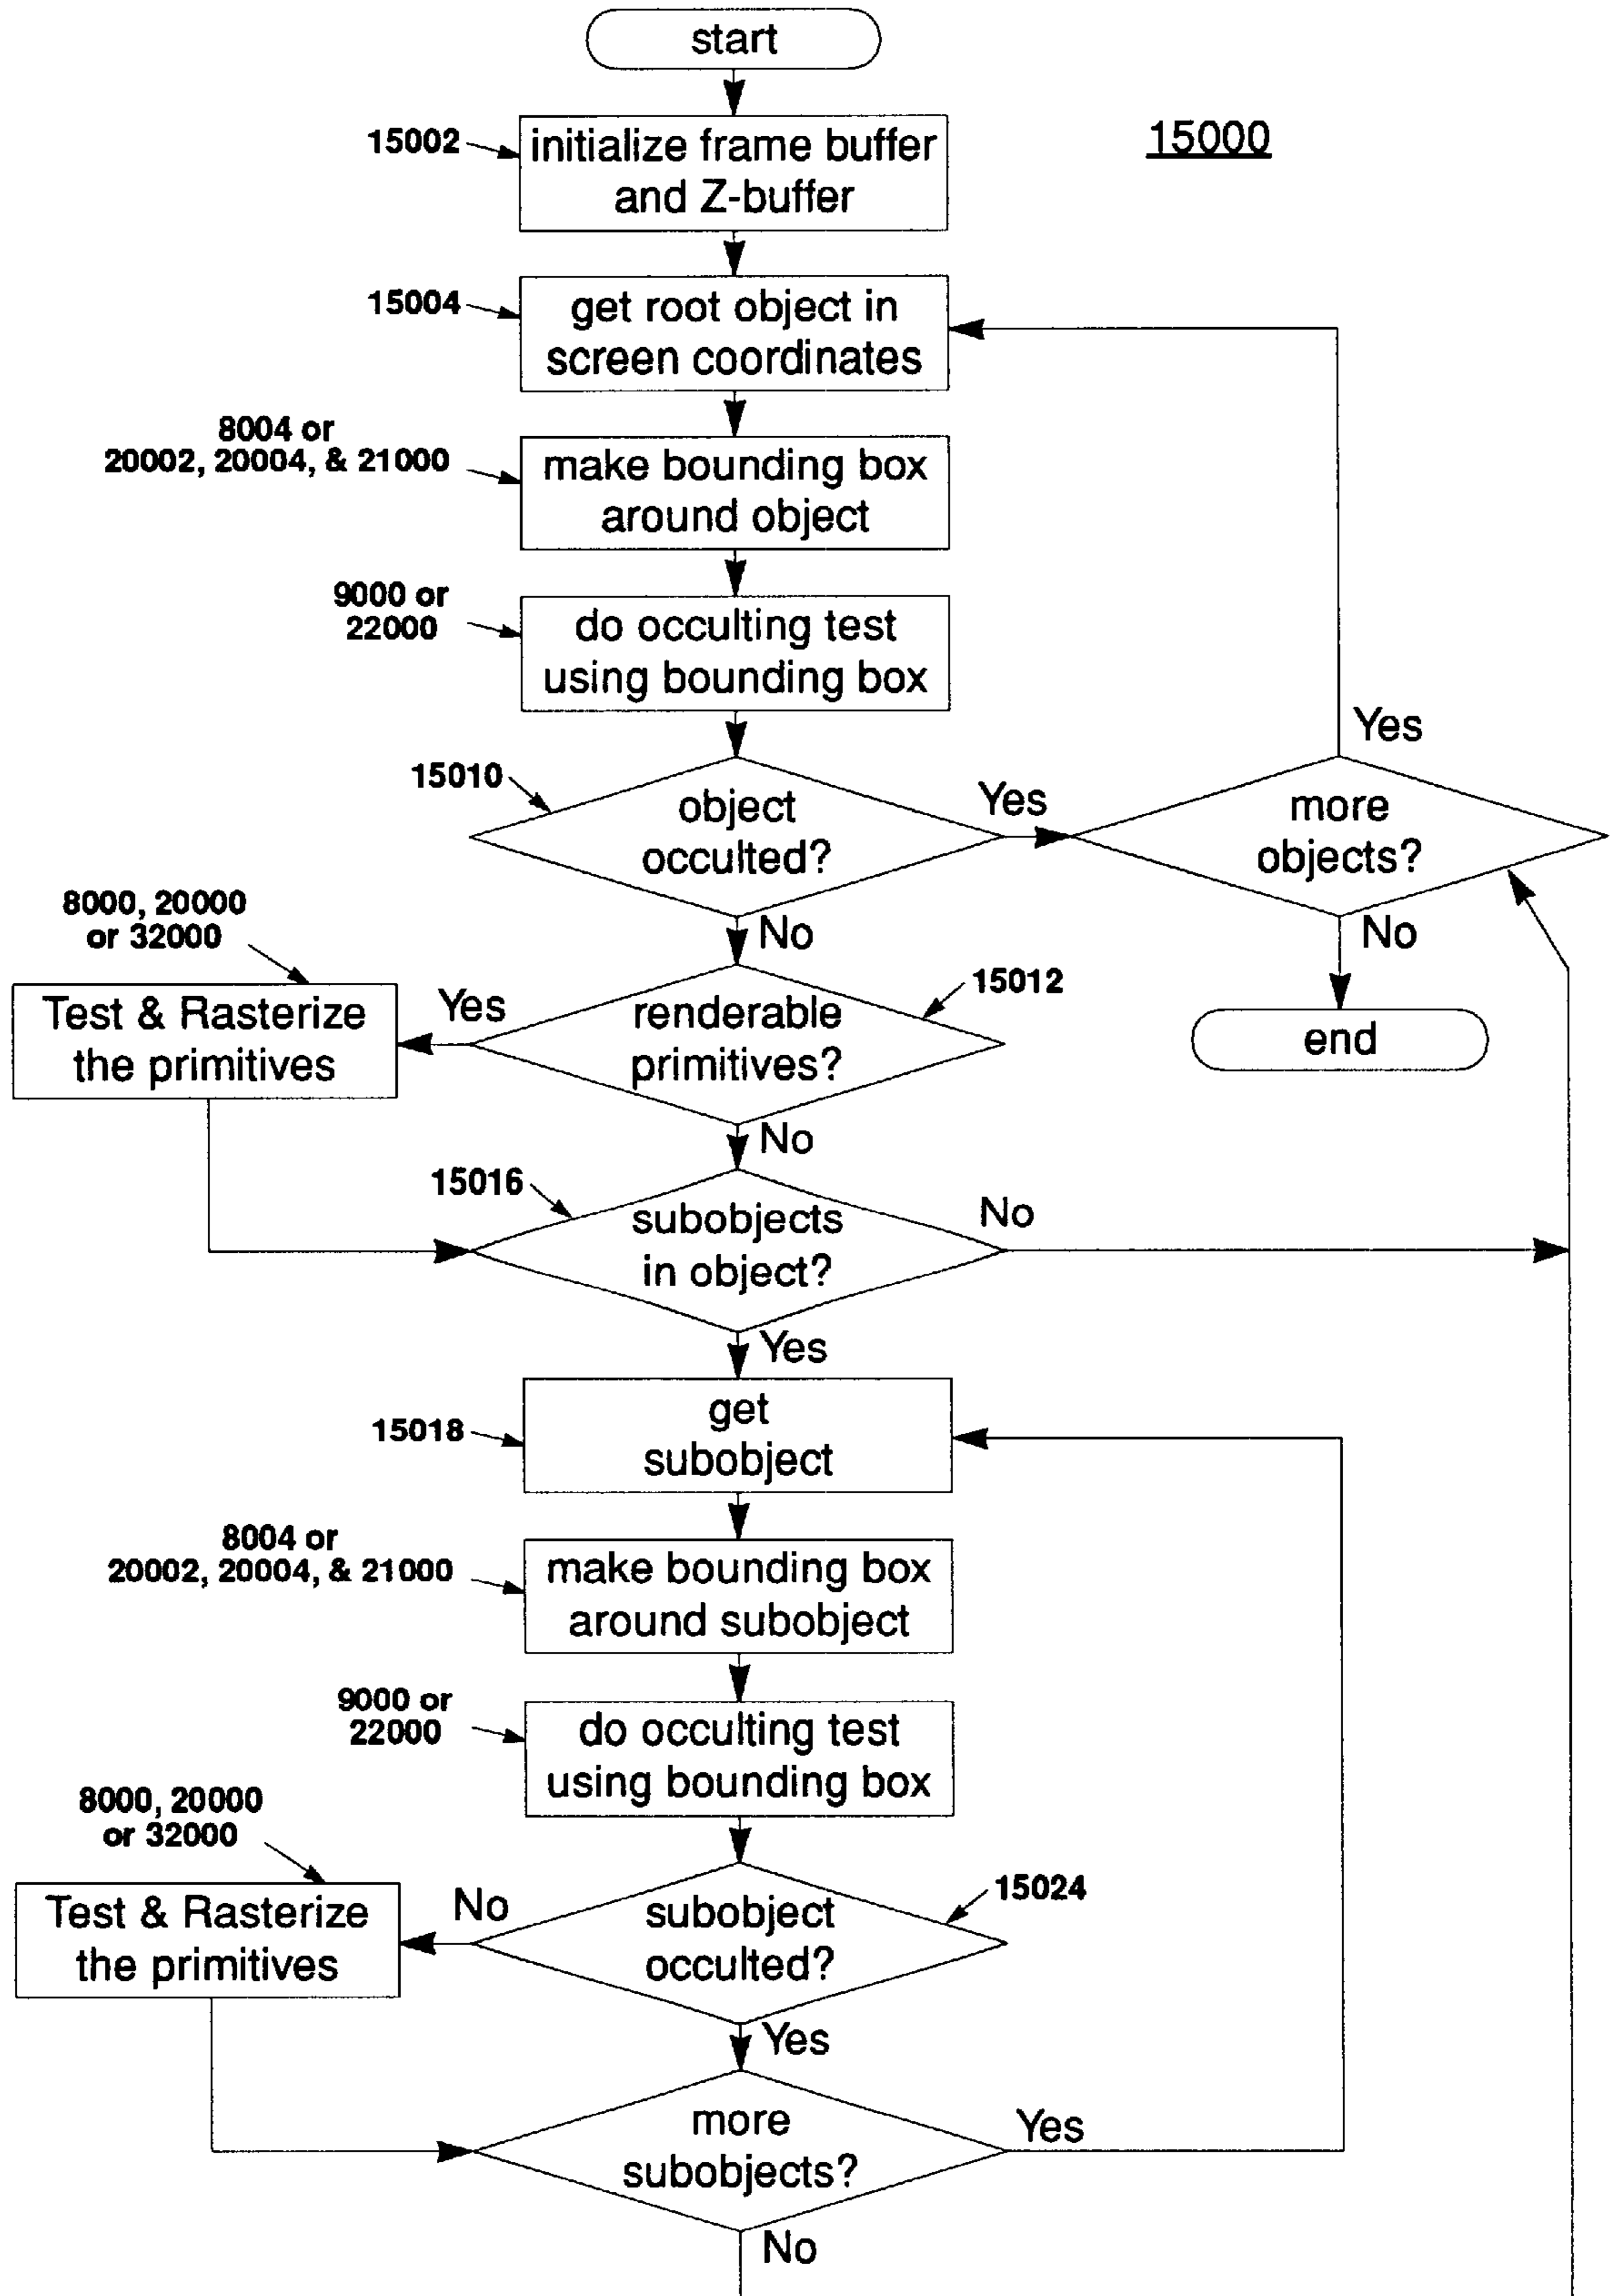 start
15000
15002
initialize frame buffer
and Z-buffer
15004
get root object in
screen coordinates
8004 or
20002, 20004, & 21000
make bounding box
around object
9000 or
22000
do occulting test
using bounding box
15010
object
occulted?
Yes
more
objects?
Yes
No
end
No
8000, 20000
or 32000
Test & Rasterize
the primitives
Yes
renderable
primitives?
15012
No
15016
subobjects
in object?
No
Yes
15018
get
subobject
8004 or
20002, 20004, & 21000
make bounding box
around subobject
9000 or
22000
do occulting test
using bounding box
8000, 20000
or 32000
Test & Rasterize
the primitives
No
subobject
occulted?
15024
Yes
more
subobjects?
Yes
No